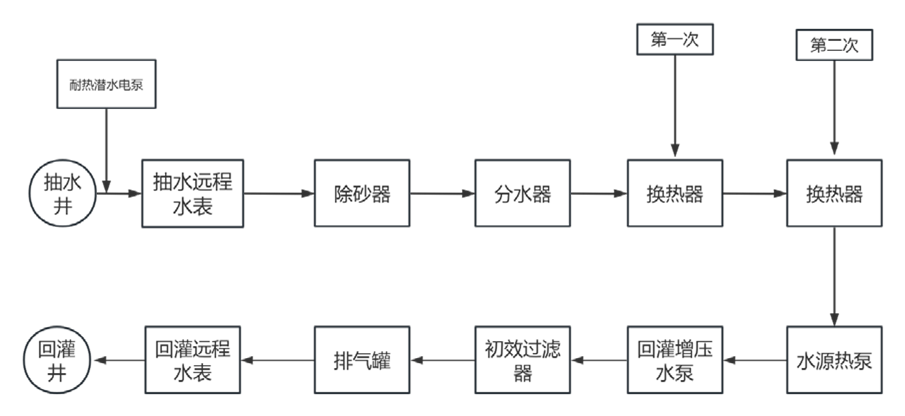 第一次
第二次
耐热潜水电泵
抽水
井
抽水远程
水表
除砂器
分水器
换热器
换热器
回灌
井
回灌远程
水表
排气罐
初效过滤
器
回灌增压
水泵
水源热泵